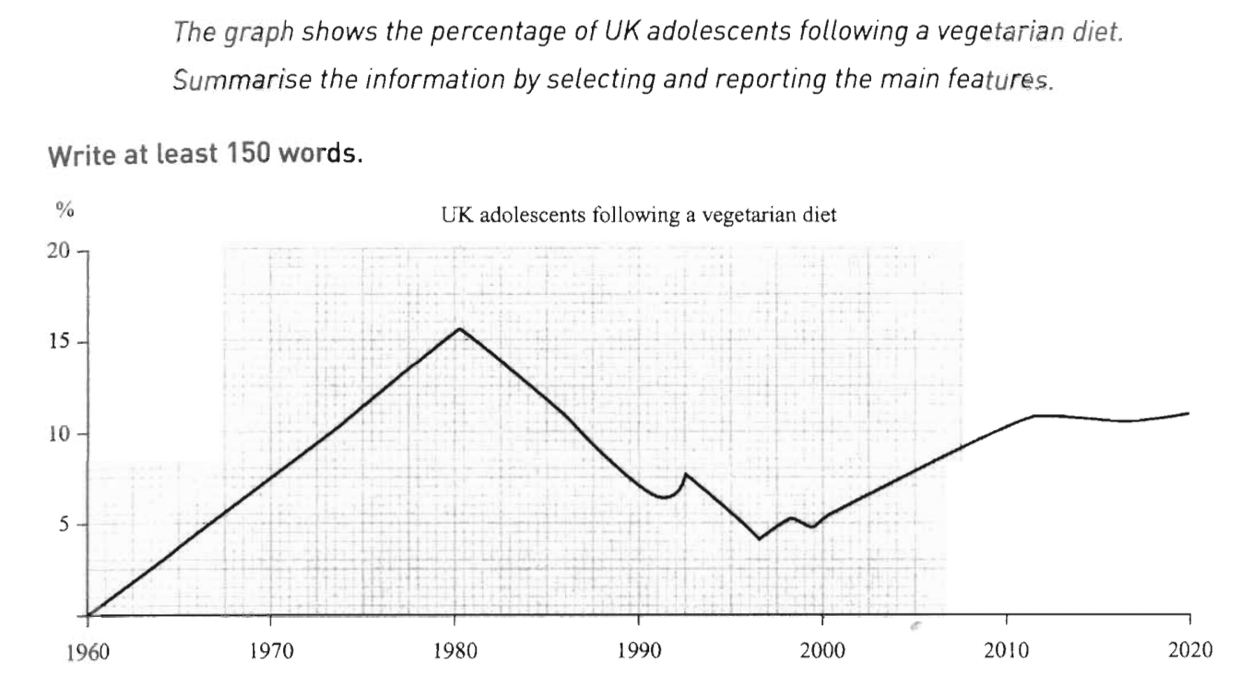 The graph shows the percentage of UK adolescents following a vegetarian diet.
Summarise the information by selecting and reporting the main features.
Write at least 150 words.
%
UK adolescents following a vegetarian diet
20
15
10
5
1960 1970 1980 1990 2000 2010 2020